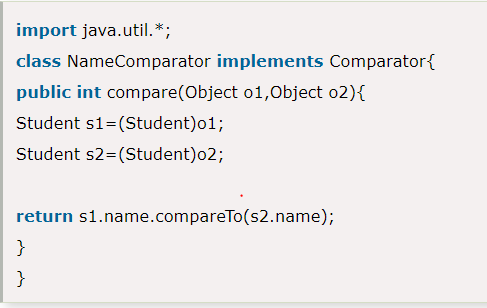 import java.util.*;
class NameComparator implements Comparator{
public int compare(Object o1,Object o2){
Student s1=(Student)o1;
Student s2=(Student)o2;
return s1.name.compareTo(s2.name);
}
}